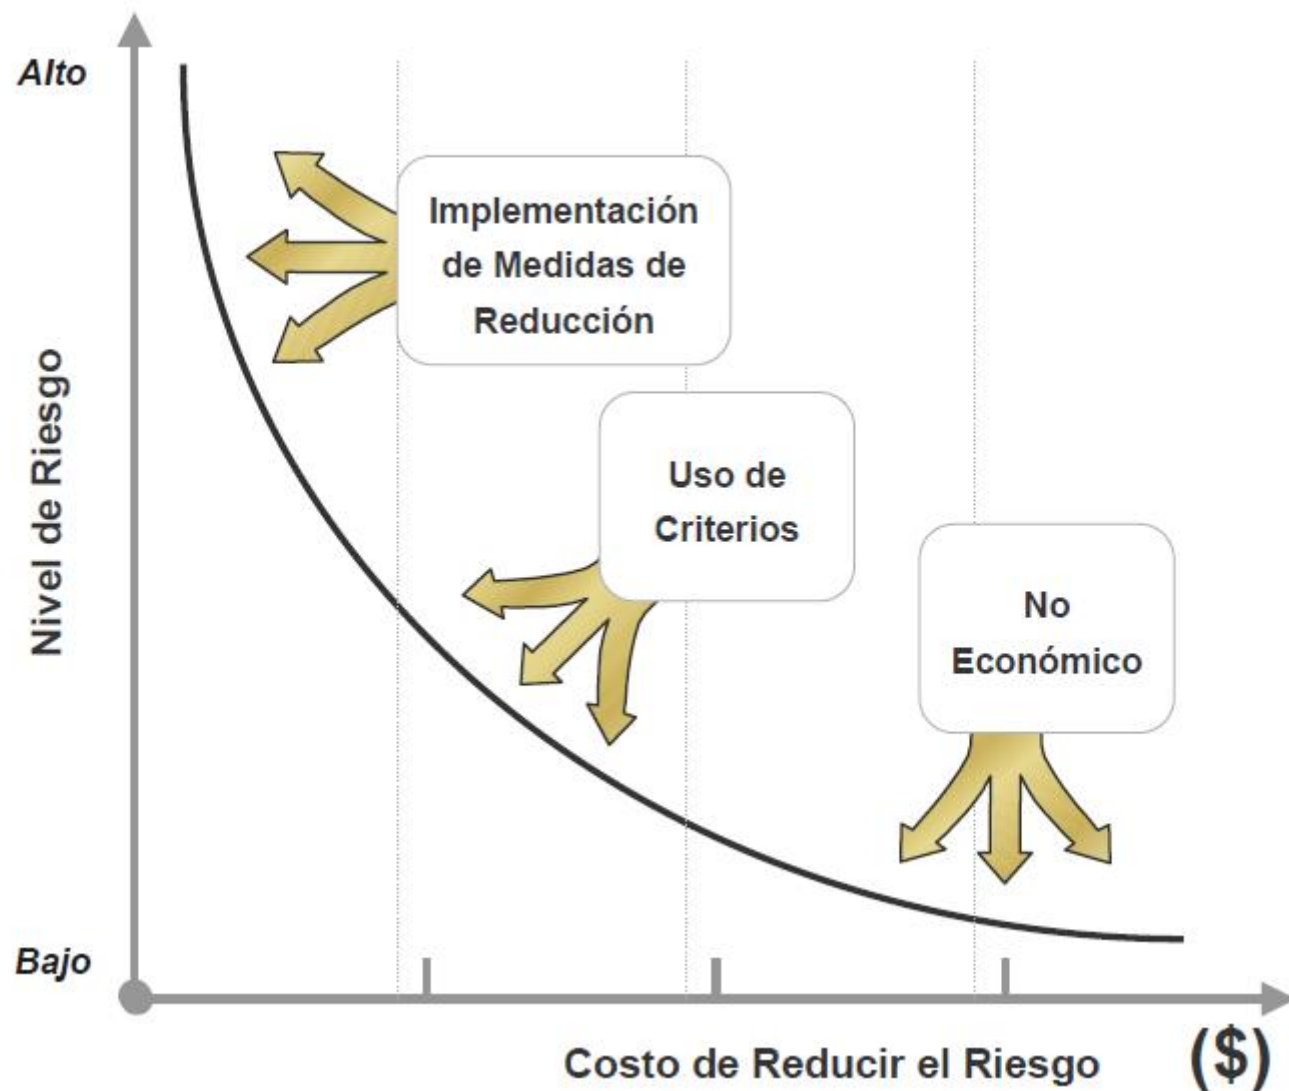 Alto
Implementación
de Medidas de
Reducción
Uso de
Criterios
No
Económico
Nivel de Riesgo
Bajo
Costo de Reducir el Riesgo ($)